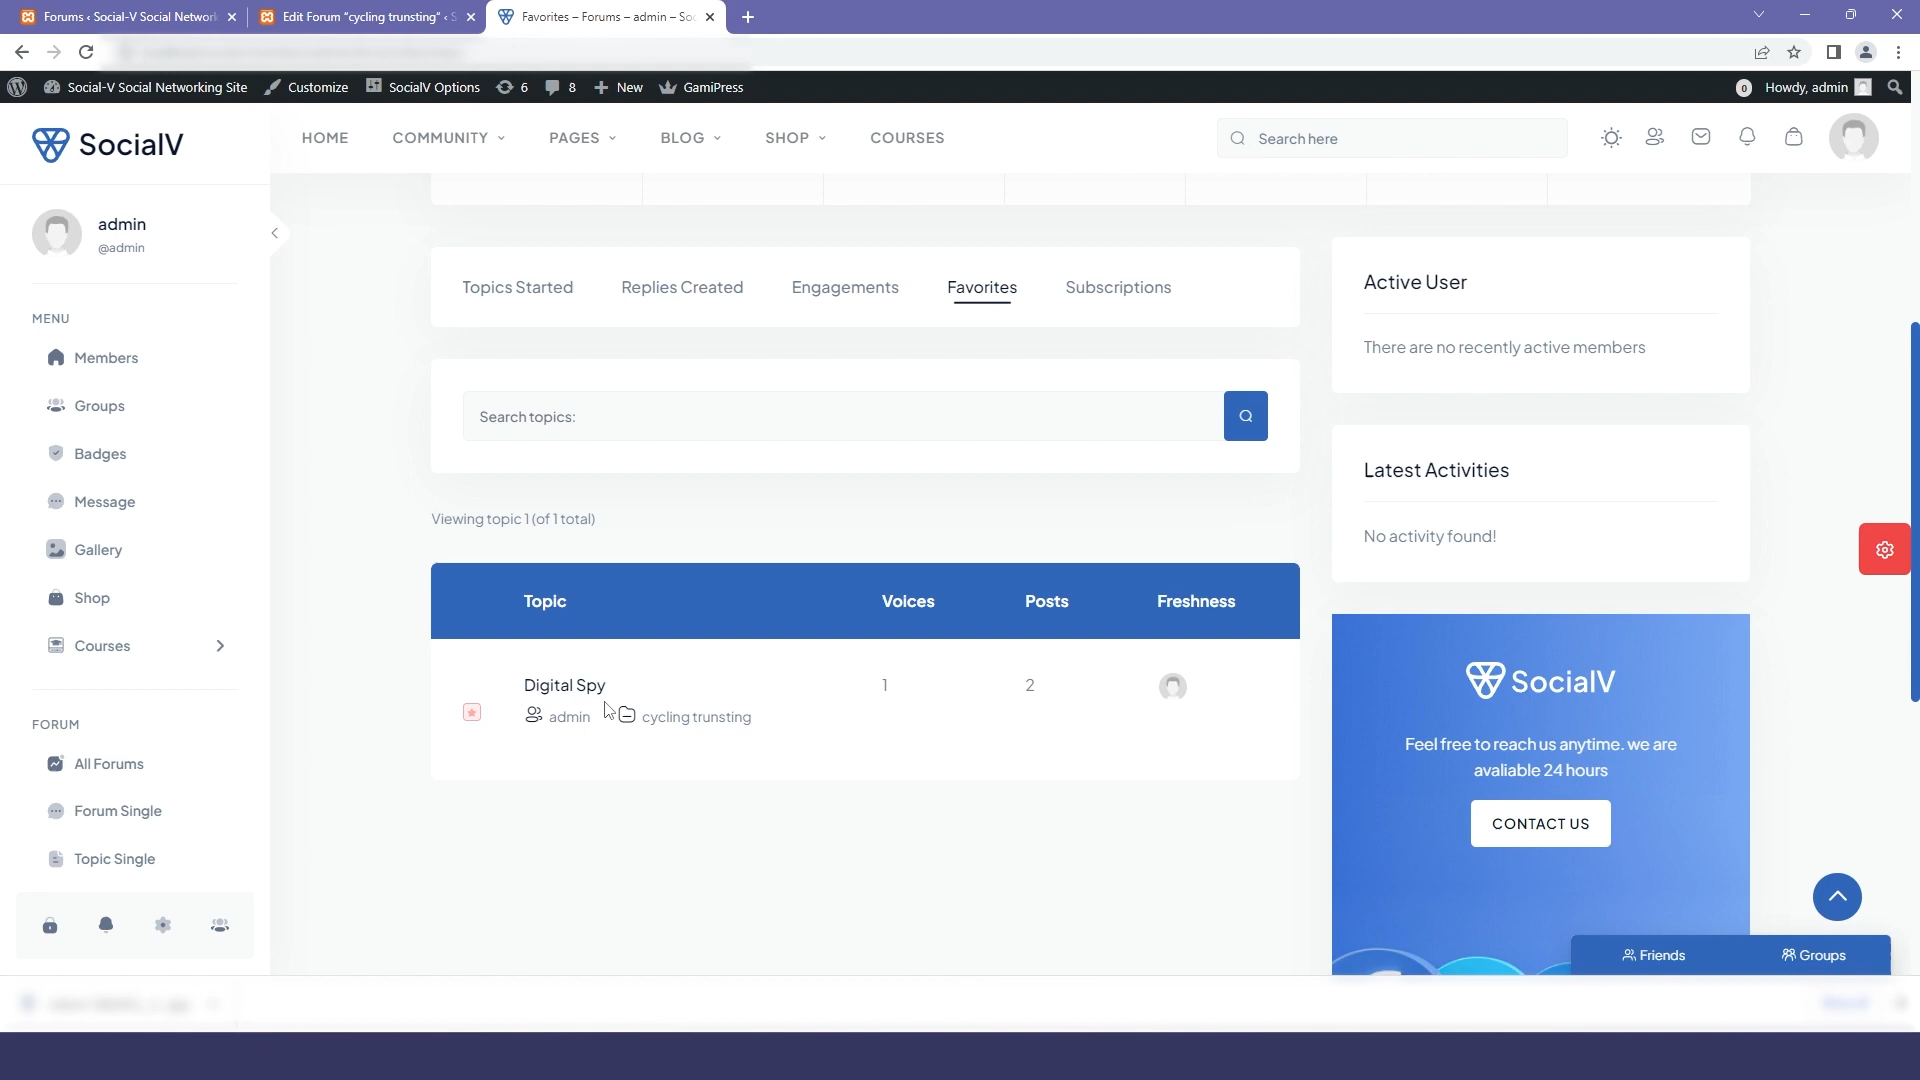 Forums ‹ Social-V Social Network
Edit Forum “cycling trunsting” ‹ S
Favorites – Forums – admin – Soc
Social-V Social Networking Site
Customize
SocialV Options
6
8
New
GamiPress
0
Howdy, admin
SocialV
HOME
COMMUNITY
PAGES
BLOG
SHOP
COURSES
Search here
admin
@admin
MENU
Members
Groups
Badges
Message
Gallery
Shop
Courses
FORUM
All Forums
Forum Single
Topic Single
Topics Started
Replies Created
Engagements
Favorites
Subscriptions
Search topics:
Viewing topic 1 (of 1 total)
Topic
Voices
Posts
Freshness
Digital Spy
1
2
admin
cycling trunsting
Active User
There are no recently active members
Latest Activities
No activity found!
SocialV
Feel free to reach us anytime. we are
avaliable 24 hours
CONTACT US
Friends
Groups